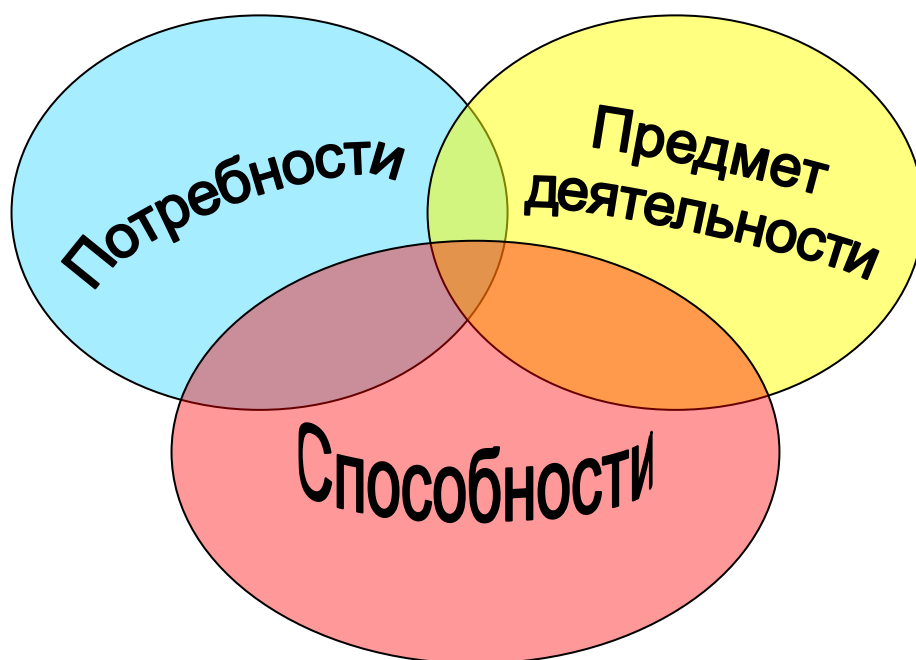 Потребности
Предмет
деятельности
Способности